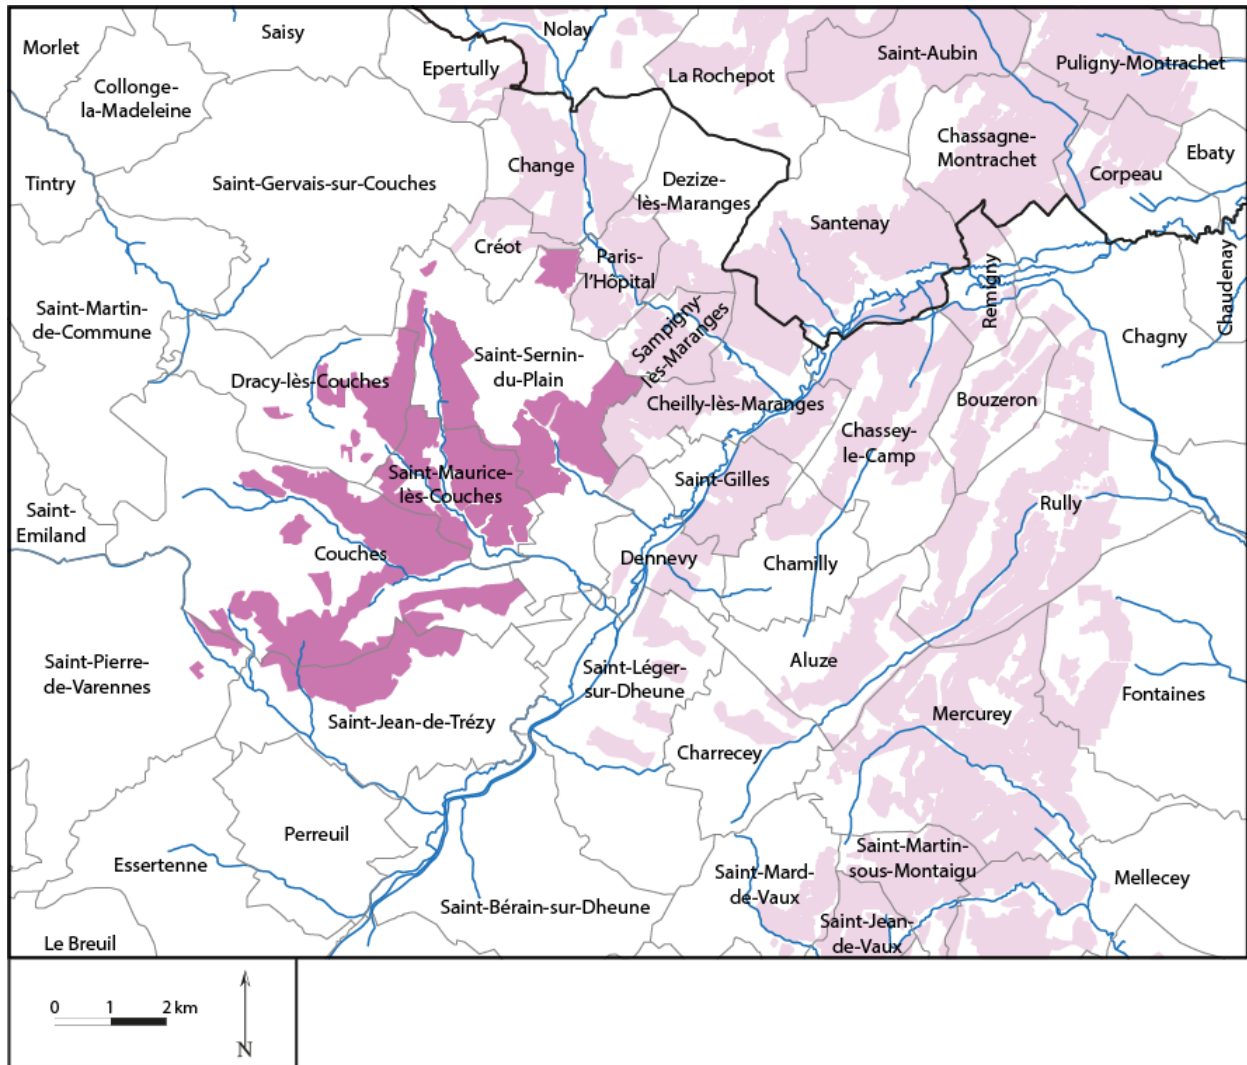 Nolay
Saisy
Morlet
Saint-Aubin
Puligny-Montrachet
Epertully
La Rochepot
Collonge-
la-Madeleine
Chassagne-
Montrachet
Ebaty
Change
Corpeau
Tintry
Saint-Gervais-sur-Couches
Dezize-
lès-Maranges
Santenay
Créot
Paris-
l'Hôpital
Remigny
Chaudenay
Saint-Martin-
de-Commune
Sampigny-
lès-Maranges
Chagny
Saint-Sernin-
du-Plain
Dracy-lès-Couches
Cheilly-lès-Maranges
Bouzeron
Chassey-
le-Camp
Saint-Maurice-
lès-Couches
Saint-Gilles
Rully
Saint-
Emiland
Couches
Dennevy
Chamilly
Saint-Pierre-
de-Varennes
Saint-Léger-
sur-Dheune
Aluze
Fontaines
Saint-Jean-de-Trézy
Mercurey
Charrecey
Perreuil
Essertenne
Saint-Martin-
sous-Montaigu
Saint-Mard-
de-Vaux
Mellecey
Saint-Bérain-sur-Dheune
Saint-Jean-
de-Vaux
Le Breuil
0 1 2 km
N